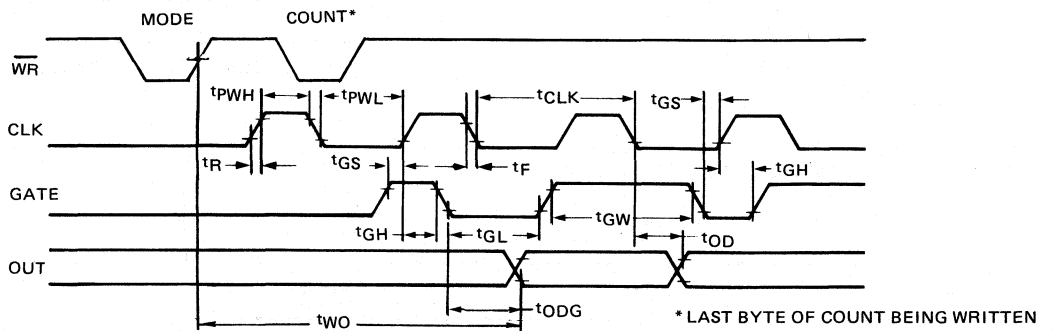 MODE COUNT*
WR
tPWH tPWL tCLK tGS
CLK
tR tGS tF tGH
GATE
tGH tGL tGW tOD
OUT
tODG
tWO
* LAST BYTE OF COUNT BEING WRITTEN